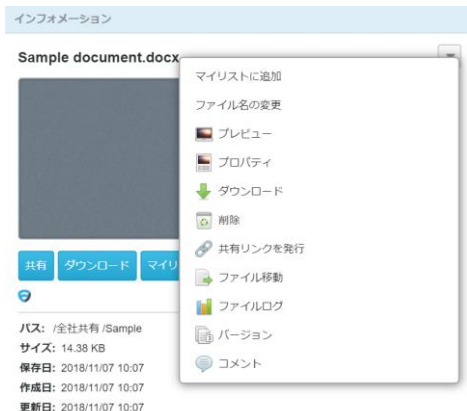 インフォメーション
Sample document.docx
マイリストに追加
ファイル名の変更
プレビュー
プロパティ
ダウンロード
削除
共有リンクを発行
ファイル移動
ファイルログ
バージョン
コメント
共有 ダウンロード マイリ
パス: /全社共有 /Sample
サイズ: 14.38 KB
保存日: 2018/11/07 10:07
作成日: 2018/11/07 10:07
更新日: 2018/11/07 10:07